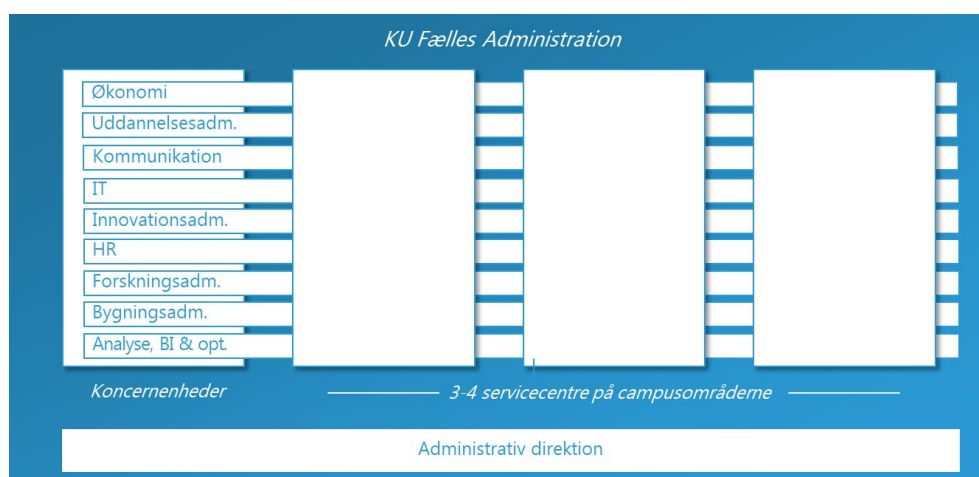 KU Fælles Administration
Økonomi
Uddannelsesadm.
Kommunikation
IT
Innovationsadm.
HR
Forskningsadm.
Bygningsadm.
Analyse, BI & opt.
Koncernenheder
3-4 servicecentre på campusområderne
Administrativ direktion